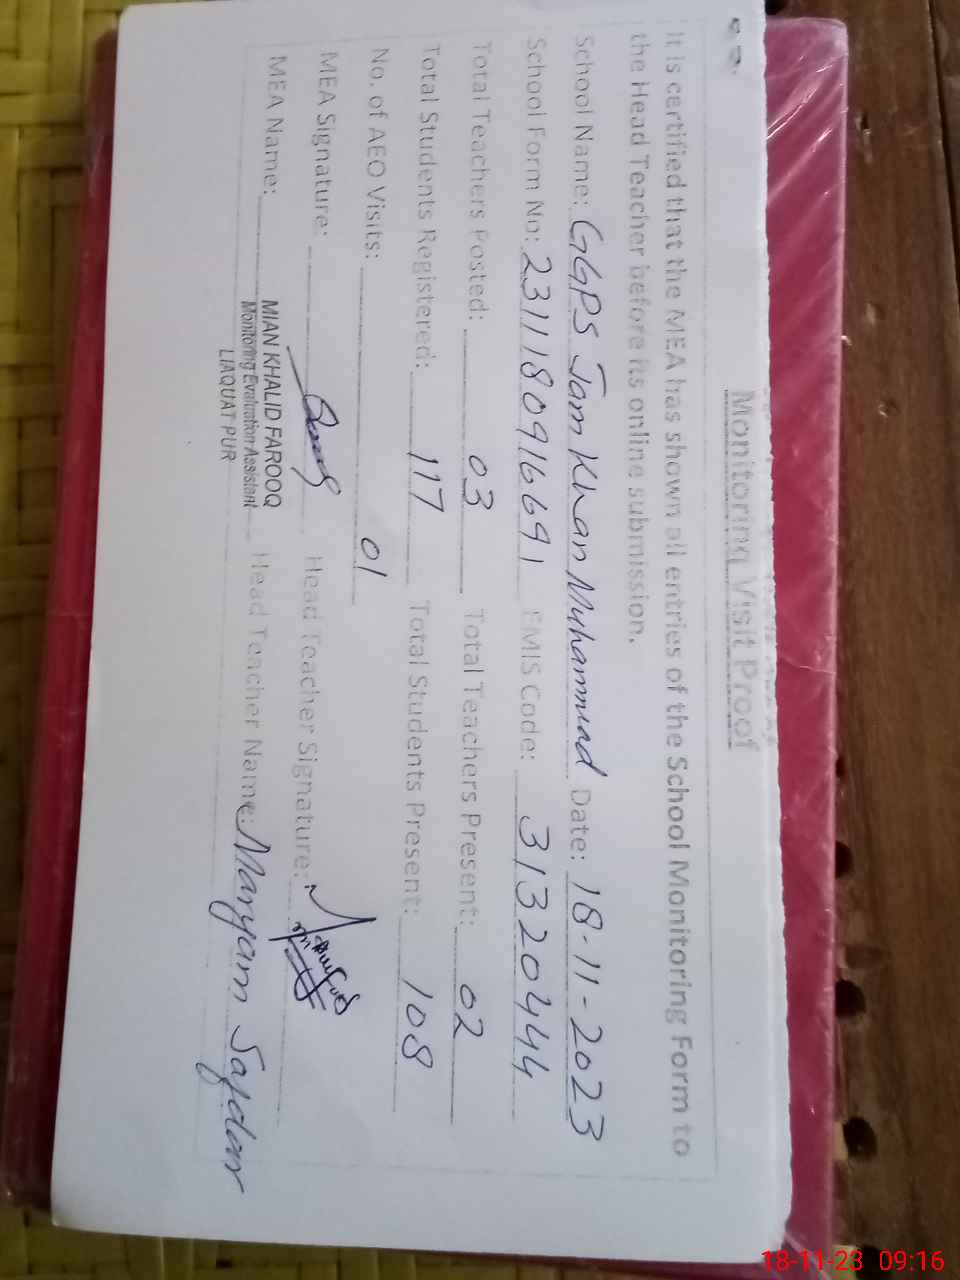 Monitoring Visit Proof
It is certified that the MEA has shown all entries of the School Monitoring Form to
the Head Teacher before its online submission.
School Name: GGPS Jam Khan Muhammad Date: 18-11-2023
School Form No: 2311180916691 EMIS Code: 31320444
Total Teachers Posted: 03 Total Teachers Present: 02
Total Students Registered: 117 Total Students Present: 108
No. of AEO Visits: 01
MEA Signature: Head Teacher Signature:
MEA Name: MIAN KHALID FAROOQ Head Teacher Name: Maryam Safdar
Monitoring Evaluation Assistant
LIAQUAT PUR
18-11-23 09:16